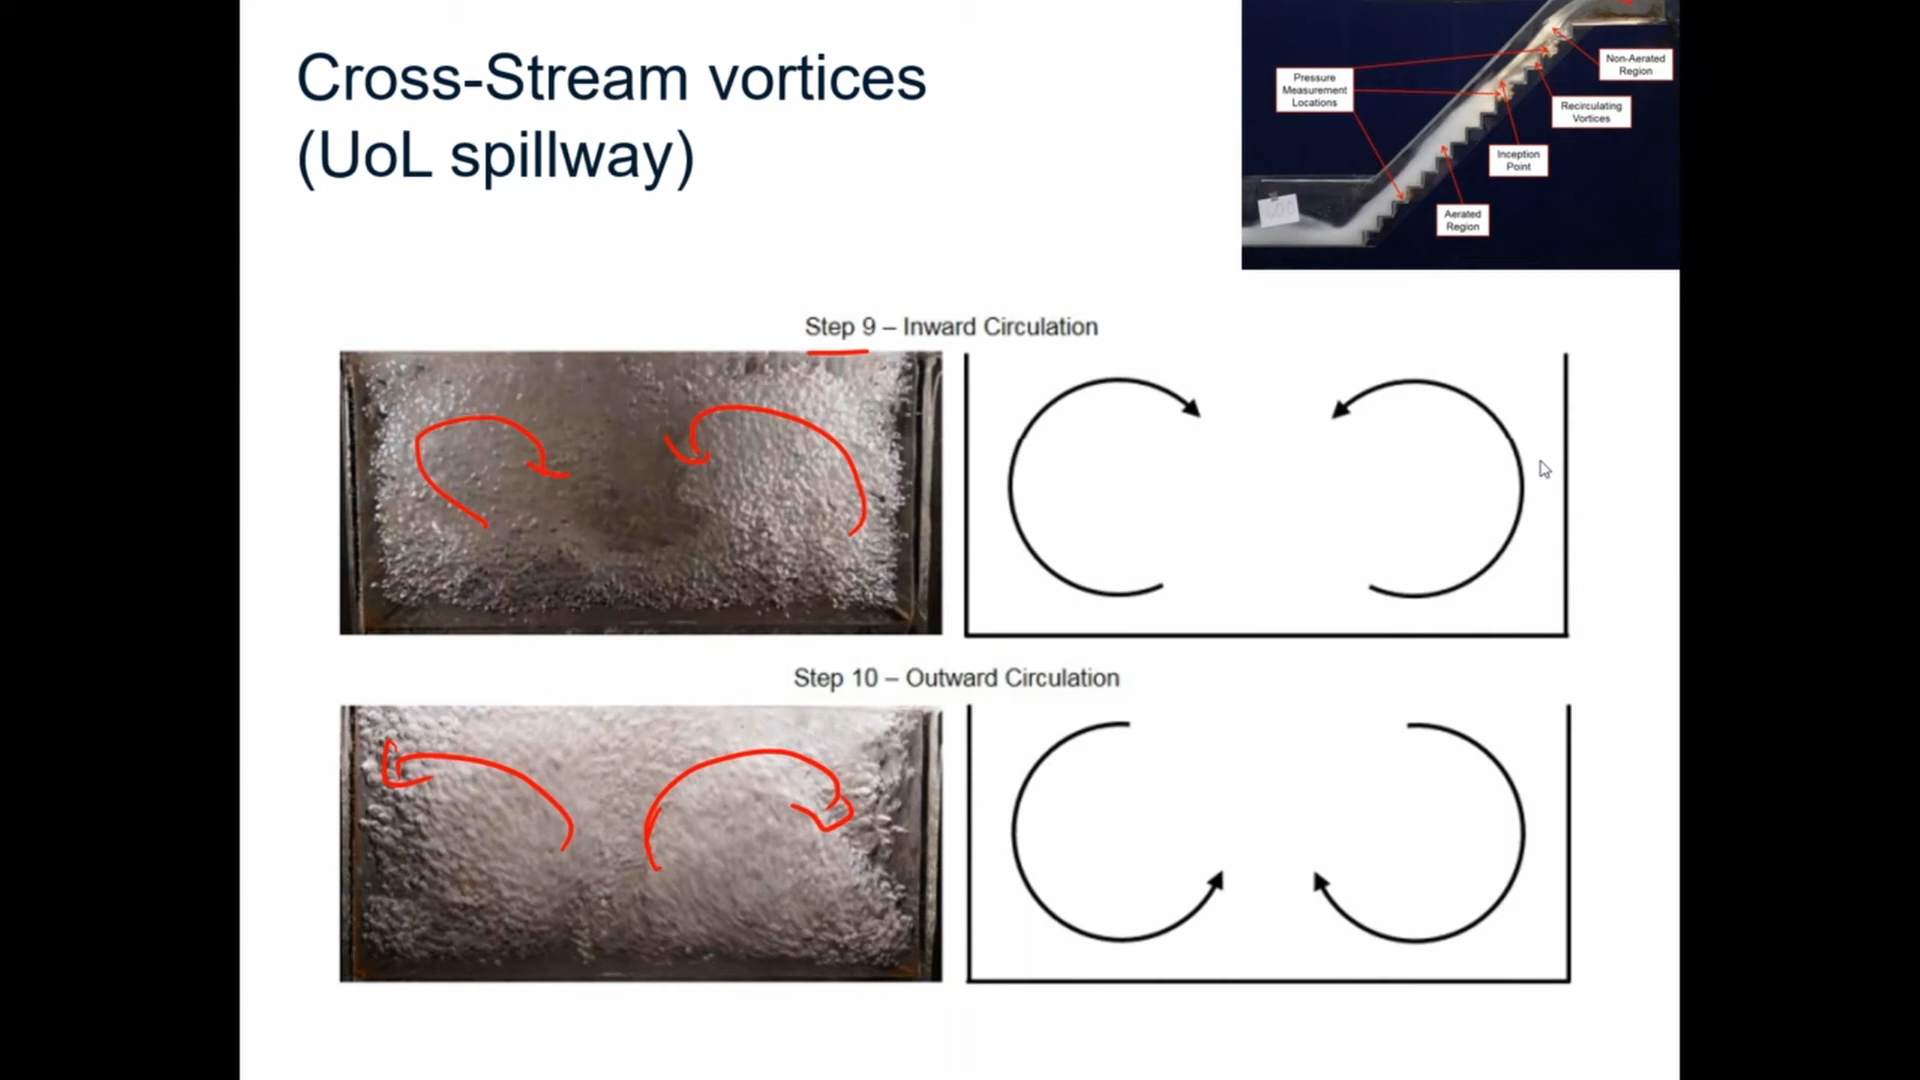 Cross-Stream vortices
(UoL spillway)
Non-Aerated
Region
Pressure
Measurement
Locations
Recirculating
Vortices
Inception
Point
Aerated
Region
Step 9 – Inward Circulation
Step 10 – Outward Circulation